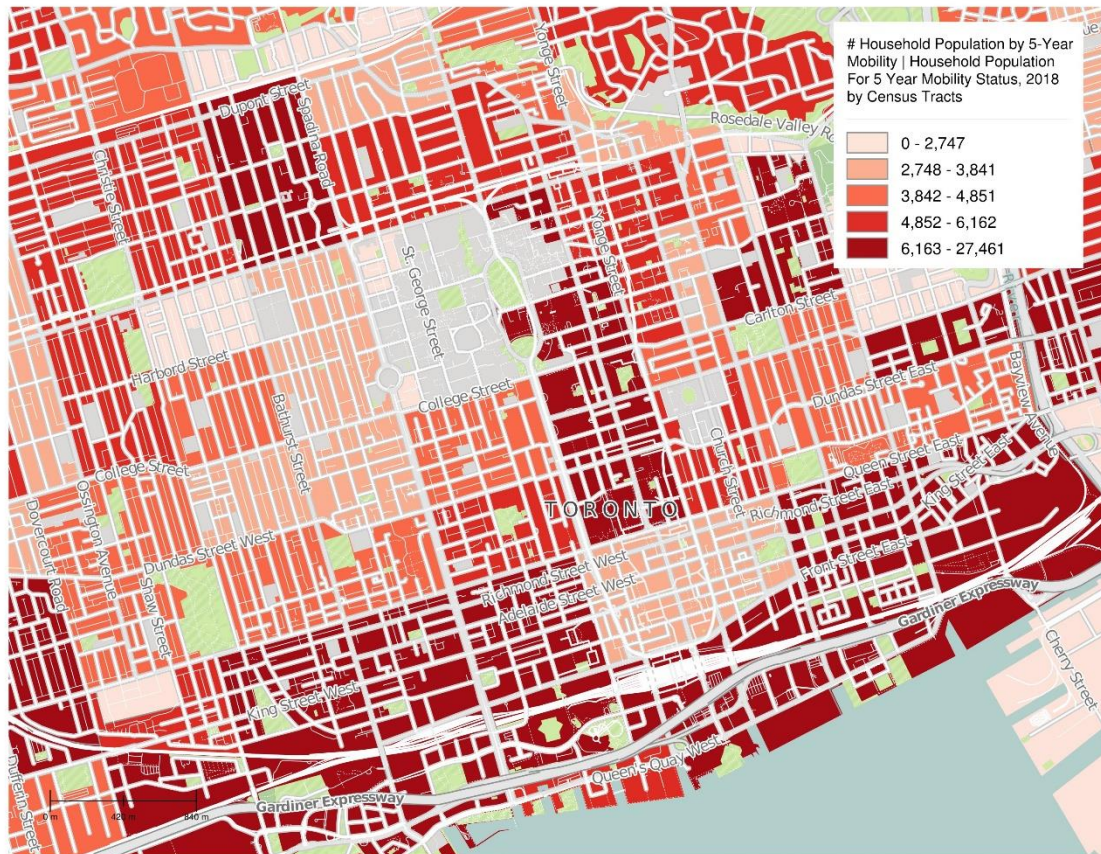 # Household Population by 5-Year
Mobility | Household Population
For 5 Year Mobility Status, 2018
by Census Tracts
0 - 2,747
2,748 - 3,841
3,842 - 4,851
4,852 - 6,162
6,163 - 27,461
Yonge Street
Dupont Street
Spadina Road
Rosedale Valley
Christie Street
St. George Street
Yonge Street
Carlton Street
Harbord Street
College Street
Bathurst Street
Dundas Street East
Bayview Avenue
Church Street
Queen Street East
King Street East
College Street
Ossington Avenue
Dovercourt Road
TORONTO
Richmond Street East
Dundas Street West
Shaw Street
Richmond Street West
Adelaide Street West
Front Street East
Gardiner Expressway
Cherry Street
King Street West
Queen's Quay West
Dufferin Street
Gardiner Expressway
0 m
420 m
840 m